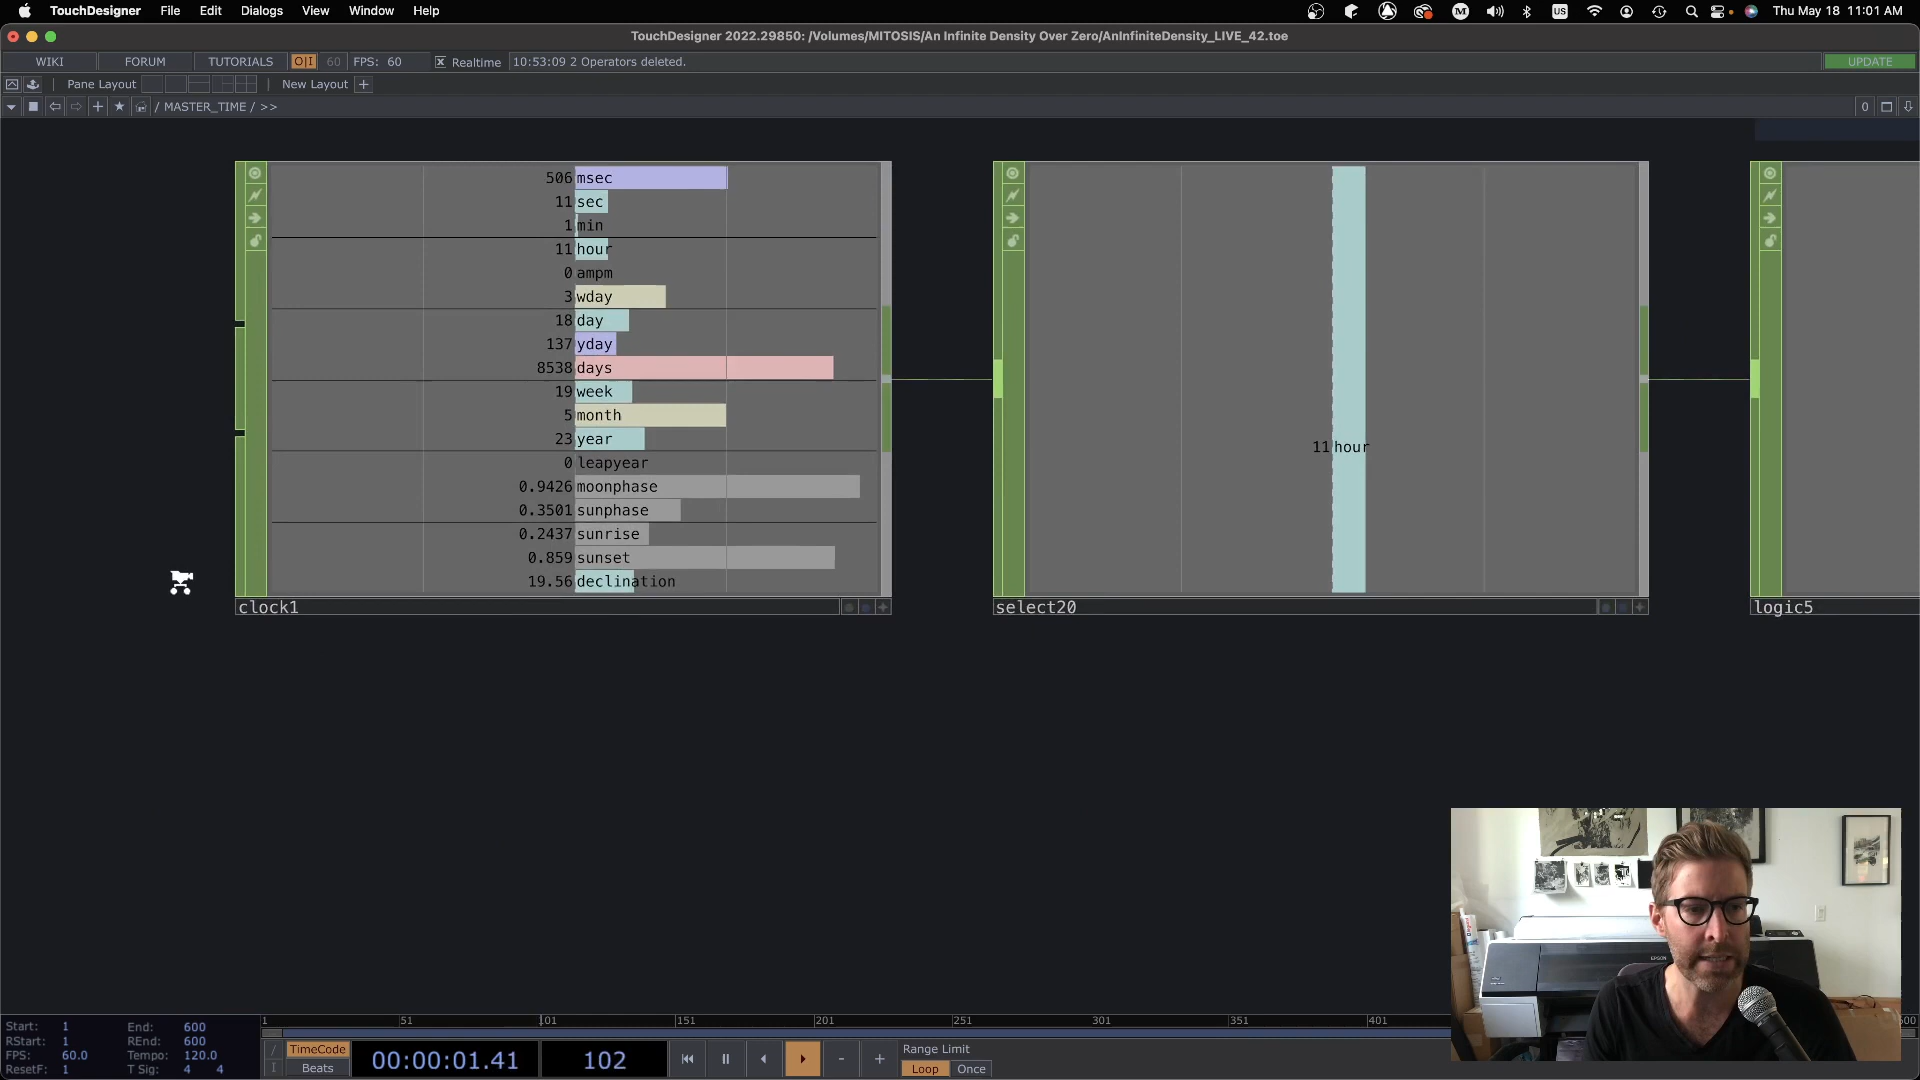 TouchDesigner File Edit Dialogs View Window Help
US Thu May 18 11:01 AM
TouchDesigner 2022.29850: /Volumes/MITOSIS/An Infinite Density Over Zero/AnInfiniteDensity_LIVE_42.toe
WIKI FORUM TUTORIALS O|I 60 FPS: 60 Realtime 10:53:09 2 Operators deleted. UPDATE
Pane Layout New Layout +
/ MASTER_TIME / >> 0
506 msec
11 sec
1 min
11 hour
0 ampm
3 wday
18 day
137 yday
8538 days
19 week
5 month
23 year
0 leapyear
0.9426 moonphase
0.3501 sunphase
0.2437 sunrise
0.859 sunset
19.56 declination
clock1
11 hour
select20
logic5
EPSON
Start: 1 End: 600
RStart: 1 REnd: 600
FPS: 60.0 Tempo: 120.0
ResetF: 1 T Sig: 4 4
1 51 101 151 201 251 301 351 401
TimeCode
Beats
00:00:01.41 102
Range Limit
Loop Once